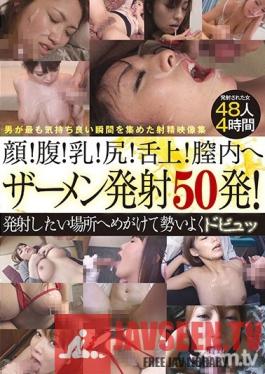 男が最も気持ち良い瞬間を集めた射精映像集
発射された女
48人
4時間
顔!腹!乳!尻!舌上!膣内へ
ザーメン発射50発!
発射したい場所へめがけて勢いよくドビュッ
JAVSEEN.TV
FREE JAV LIBRARY